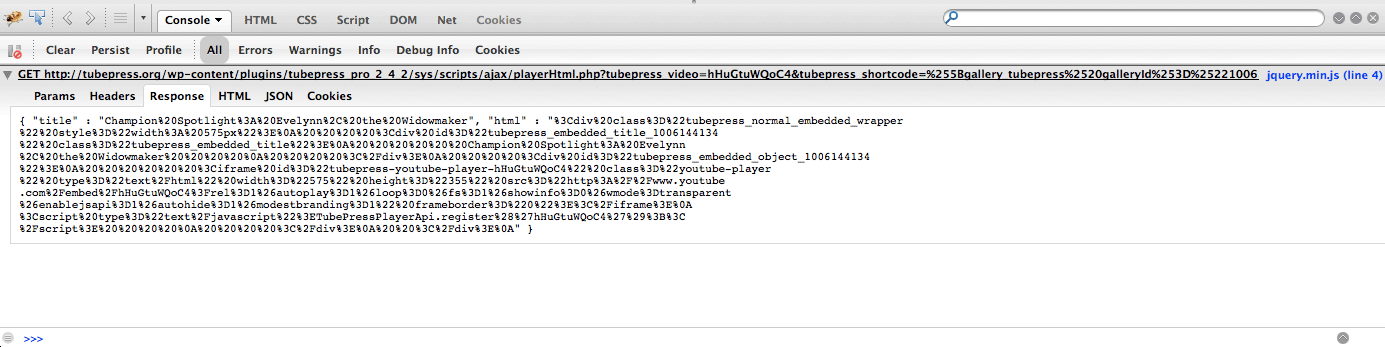 Console HTML CSS Script DOM Net Cookies
Clear Persist Profile All Errors Warnings Info Debug Info Cookies
GET http://tubepress.org/wp-content/plugins/tubepress_pro_2_4_2/sys/scripts/ajax/playerHtml.php?tubepress_video=hHuGtuWQoC4&tubepress_shortcode=%255Bgallery_tubepress%2520galleryId%253D%25221006 jquery.min.js (line 4)
Params Headers Response HTML JSON Cookies
{ "title" : "Champion%20Spotlight%3A%20Evelynn%2C%20the%20Widowmaker", "html" : "%3Cdiv%20class%3D%22tubepress_normal_embedded_wrapper
%22%20style%3D%22width%3A%20575px%22%3E%0A%20%20%20%20%3Cdiv%20id%3D%22tubepress_embedded_title_1006144134
%22%20class%3D%22tubepress_embedded_title%22%3E%0A%20%20%20%20%20%20Champion%20Spotlight%3A%20Evelynn
%2C%20the%20Widowmaker%20%20%20%20%0A%20%20%20%20%3C%2Fdiv%3E%0A%20%20%20%20%3Cdiv%20id%3D%22tubepress_embedded_object_1006144134
%22%3E%0A%20%20%20%20%20%20%3Ciframe%20id%3D%22tubepress-youtube-player-hHuGtuWQoC4%22%20class%3D%22youtube-player
%22%20type%3D%22text%2Fhtml%22%20width%3D%22575%22%20height%3D%22355%22%20src%3D%22http%3A%2F%2Fwww.youtube
.com%2Fembed%2FhHuGtuWQoC4%3Frel%3D1%26autoplay%3D1%26loop%3D0%26fs%3D1%26showinfo%3D0%26wmode%3Dtransparent
%26enablejsapi%3D1%26autohide%3D1%26modestbranding%3D1%22%20frameborder%3D%220%22%3E%3C%2Fiframe%3E%0A
%3Cscript%20type%3D%22text%2Fjavascript%22%3ETubePressPlayerApi.register%28%27hHuGtuWQoC4%27%29%3B%3C
%2Fscript%3E%20%20%20%20%0A%20%20%20%20%3C%2Fdiv%3E%0A%20%20%3C%2Fdiv%3E%0A" }
>>>